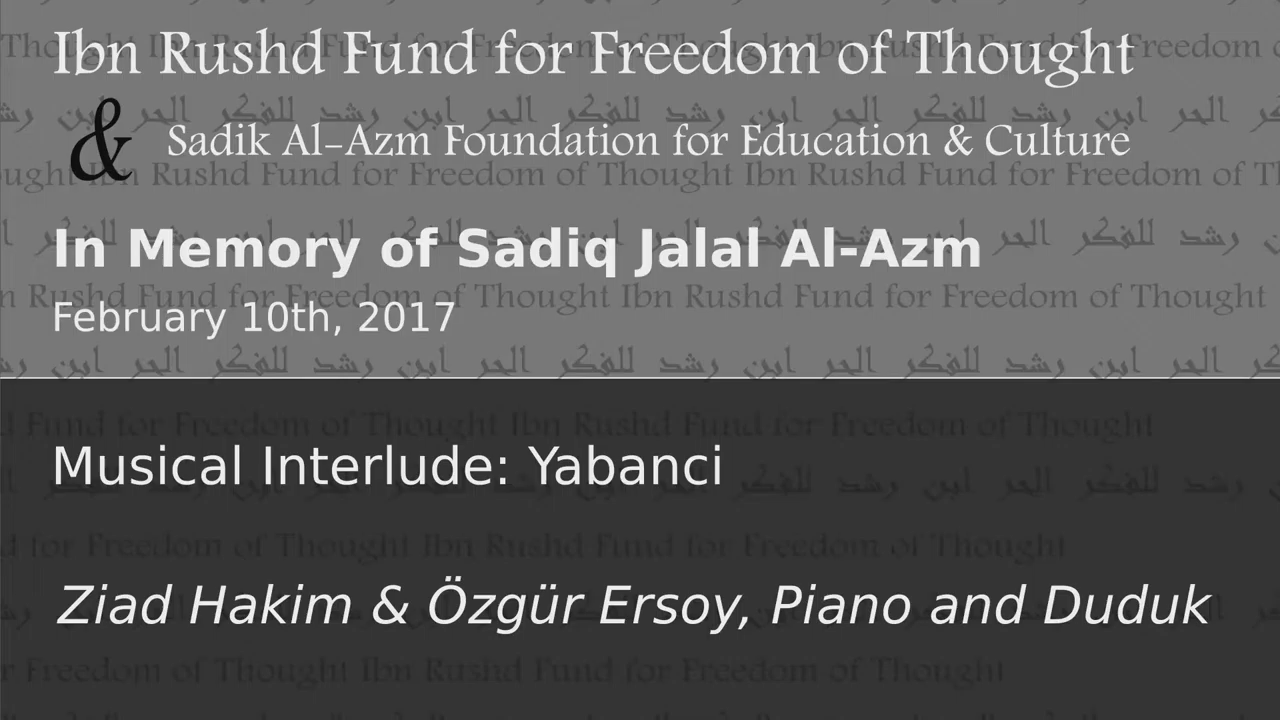 Ibn Rushd Fund for Freedom of Thought
& Sadik Al-Azm Foundation for Education & Culture
In Memory of Sadiq Jalal Al-Azm
February 10th, 2017
Musical Interlude: Yabanci
Ziad Hakim & Özgür Ersoy, Piano and Duduk